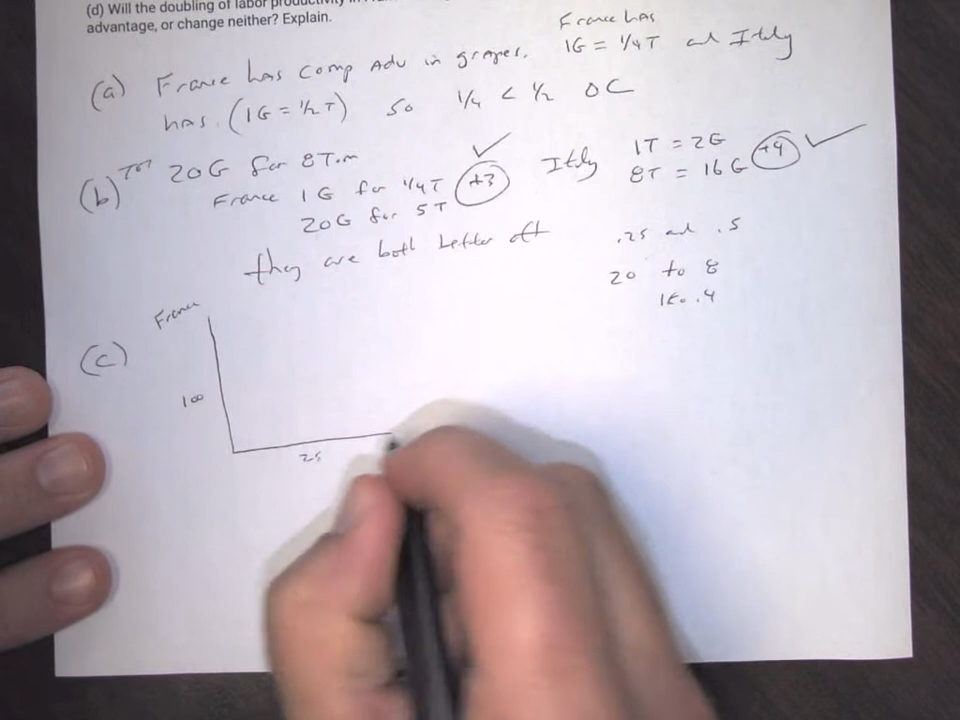 (d) Will the doubling of labor productivity in
advantage, or change neither? Explain.
(a) France has comp adv in grapes. France has 1G = 1/4T and Italy
has (1G = 1/2 T) so 1/4 < 1/2 OC
(b) ToT 20G for 8Tom
France 1G for 1/4T +3 ✓
20G for 5T
Italy 1T = 2G
8T = 16G +4 ✓
they are both better off
.25 and .5
20 to 8
1 to .4
(c) France
100
25